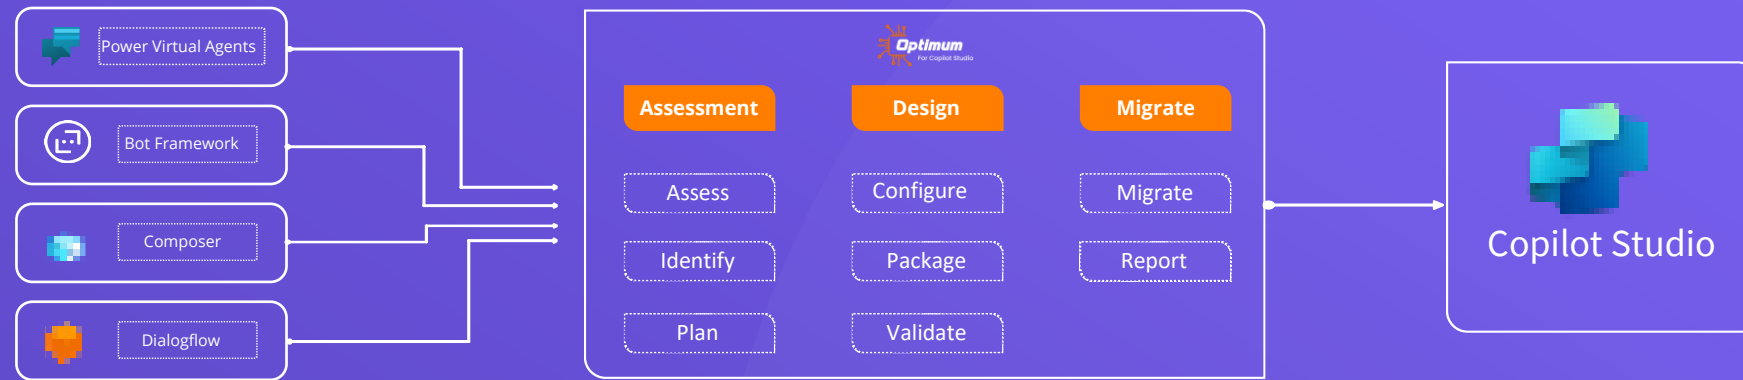 Power Virtual Agents
Bot Framework
Composer
Dialogflow
Optimum
For Copilot Studio
Assessment
Assess
Identify
Plan
Design
Configure
Package
Validate
Migrate
Migrate
Report
Copilot Studio